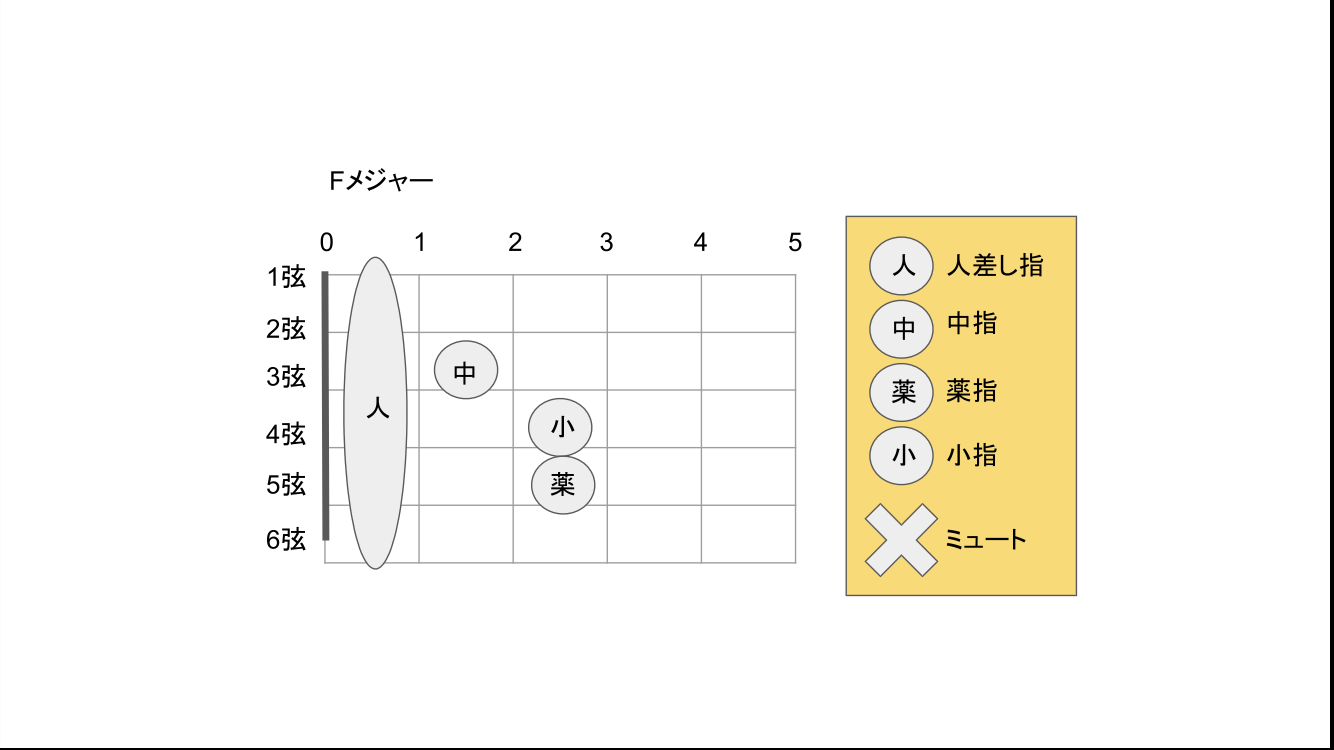 Fメジャー
0 1 2 3 4 5
1弦
2弦
3弦
4弦
5弦
6弦
人
中
小
薬
人 人差し指
中 中指
薬 薬指
小 小指
ミュート